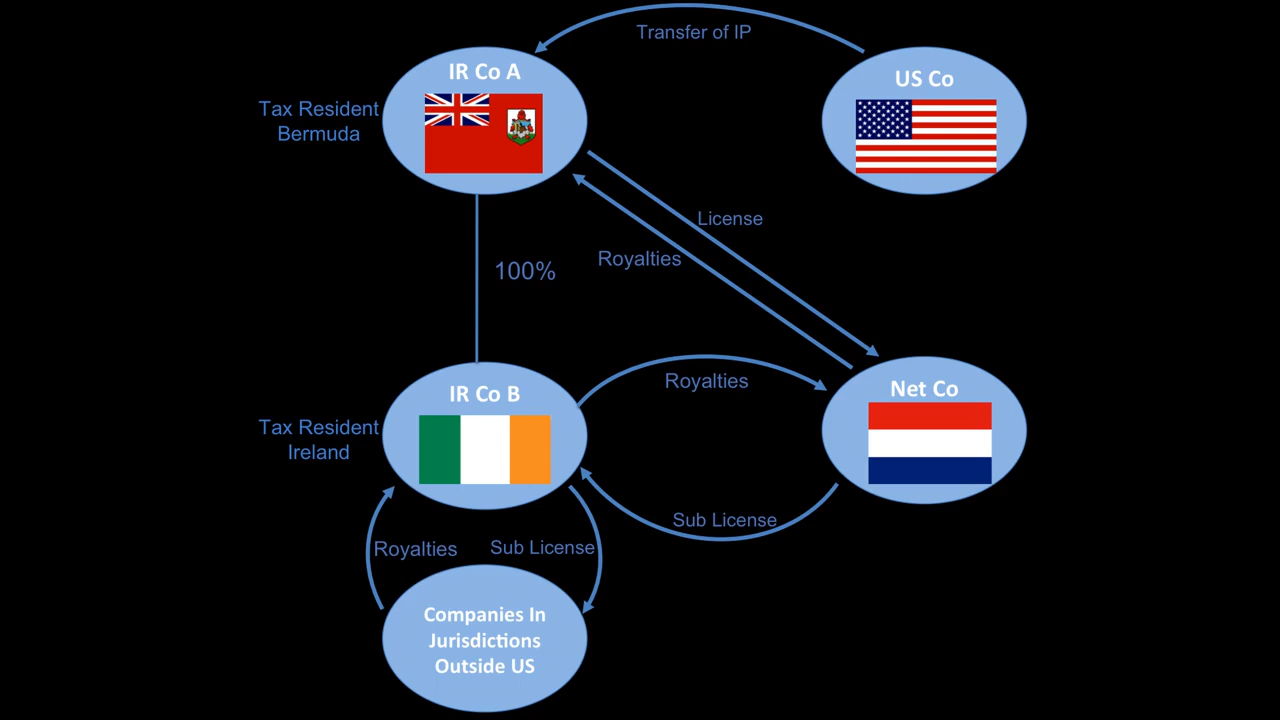 Transfer of IP
IR Co A
US Co
Tax Resident
Bermuda
License
Royalties
100%
Royalties
IR Co B
Net Co
Tax Resident
Ireland
Sub License
Royalties
Sub License
Companies In
Jurisdictions
Outside US